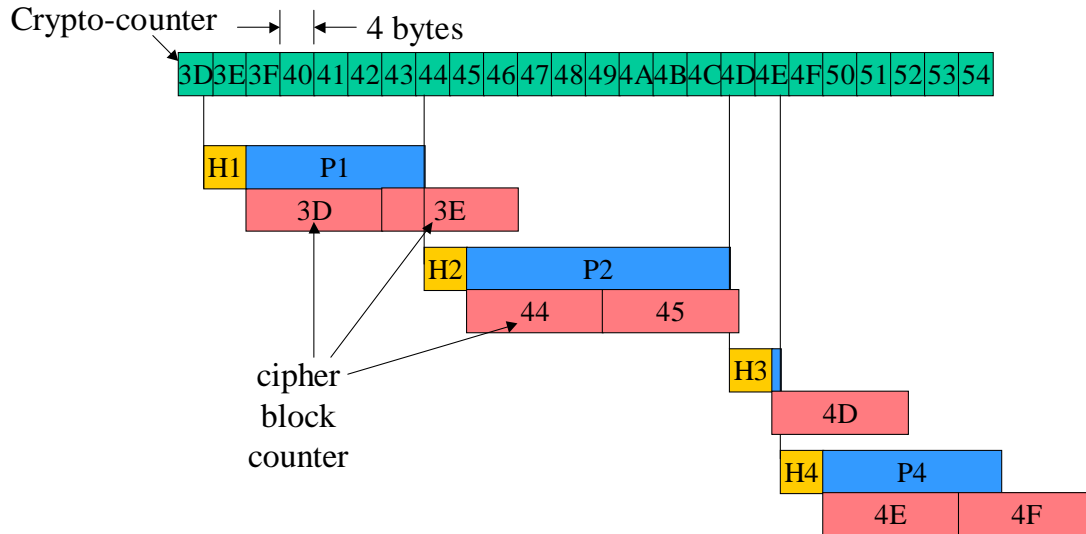 Crypto-counter
4 bytes
3D 3E 3F 40 41 42 43 44 45 46 47 48 49 4A 4B 4C 4D 4E 4F 50 51 52 53 54
H1 P1
3D 3E
H2 P2
44 45
H3
4D
cipher
block
counter
H4 P4
4E 4F